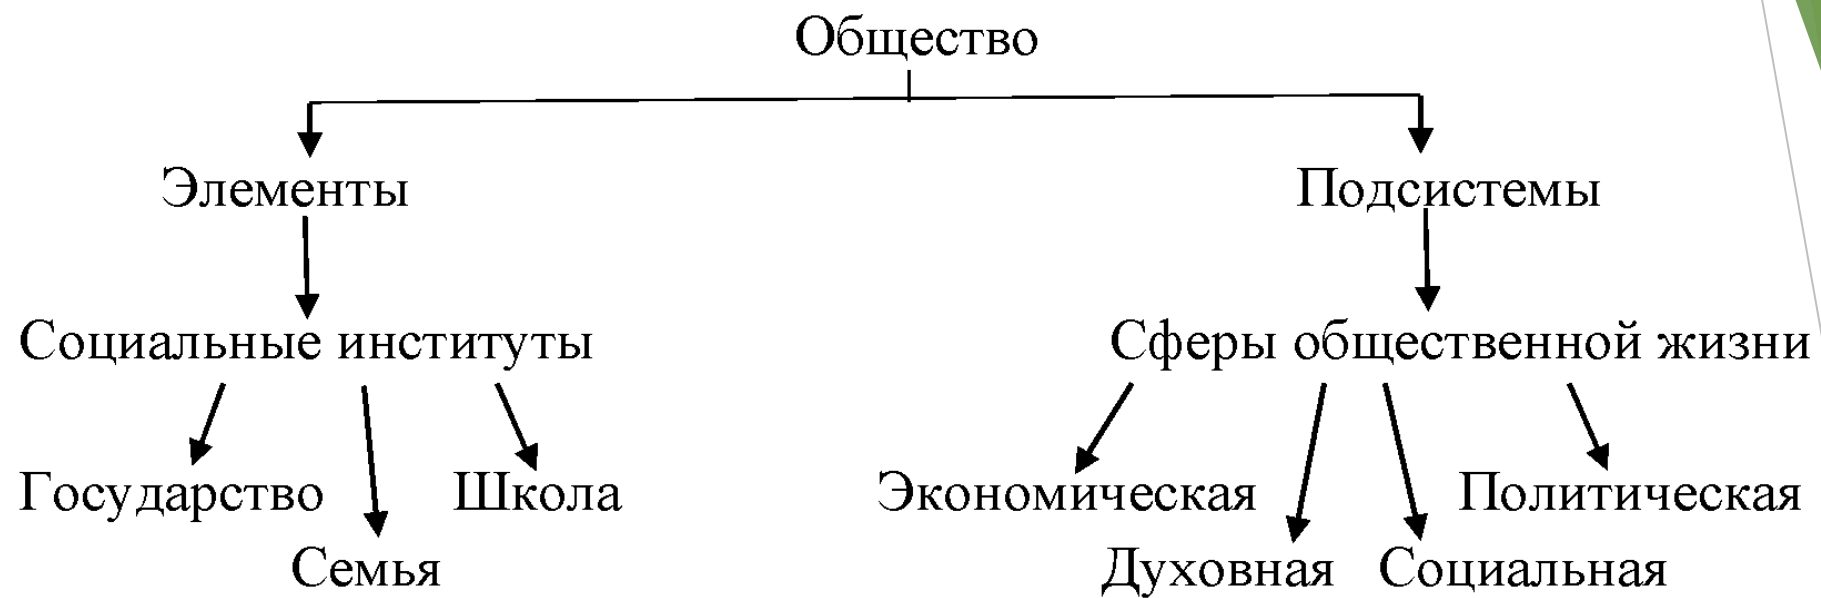 Общество
Элементы Подсистемы
Социальные институты Сферы общественной жизни
Государство Школа Экономическая Политическая
Семья Духовная Социальная